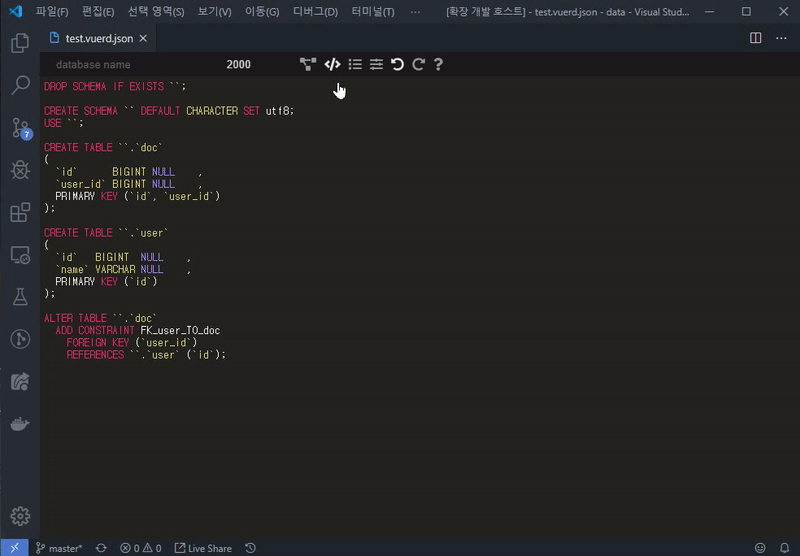 파일(F) 편집(E) 선택 영역(S) 보기(V) 이동(G) 디버그(D) 터미널(T) ··· [확장 개발 호스트] - test.vuerd.json - data - Visual Stud...
test.vuerd.json
database name 2000
DROP SCHEMA IF EXISTS ``;
CREATE SCHEMA `` DEFAULT CHARACTER SET utf8;
USE ``;
CREATE TABLE ``.`doc`
(
`id` BIGINT NULL ,
`user_id` BIGINT NULL ,
PRIMARY KEY (`id`, `user_id`)
);
CREATE TABLE ``.`user`
(
`id` BIGINT NULL ,
`name` VARCHAR NULL ,
PRIMARY KEY (`id`)
);
ALTER TABLE ``.`doc`
ADD CONSTRAINT FK_user_TO_doc
FOREIGN KEY (`user_id`)
REFERENCES ``.`user` (`id`);
7
master* 0 0 Live Share